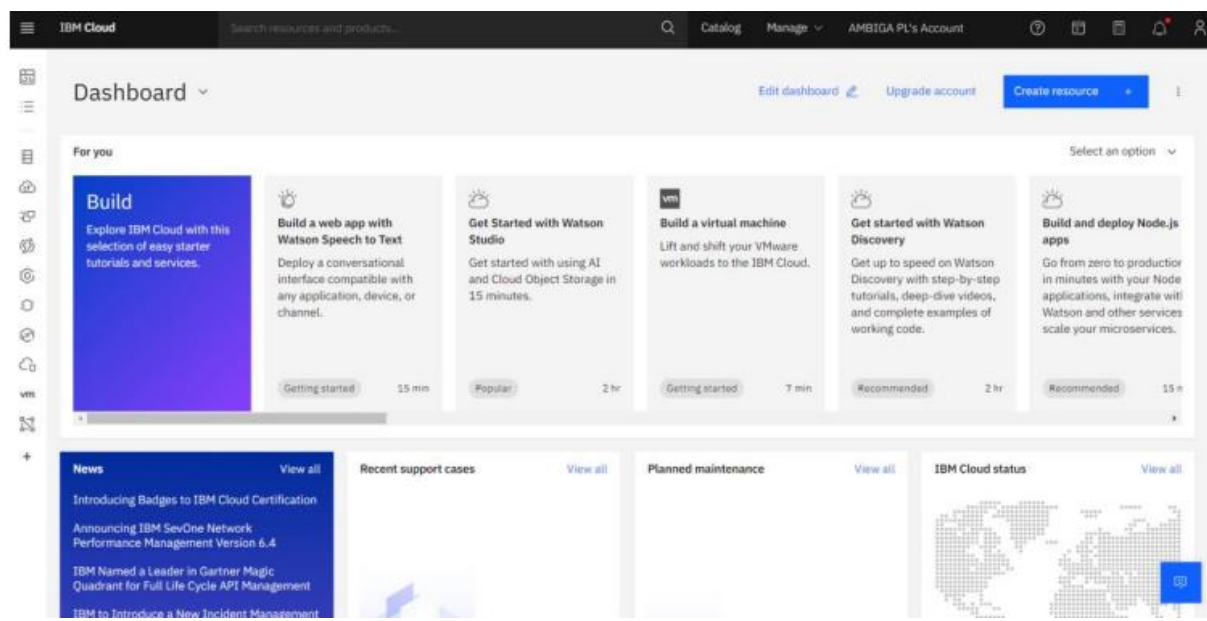 IBM Cloud
Search resources and products...
Catalog
Manage
AMBIGA PL's Account
Dashboard
Edit dashboard
Upgrade account
Create resource +
For you
Select an option
Build
Explore IBM Cloud with this
selection of easy starter
tutorials and services.
Build a web app with
Watson Speech to Text
Deploy a conversational
interface compatible with
any application, device, or
channel.
Getting started
15 min
Get Started with Watson
Studio
Get started with using AI
and Cloud Object Storage in
15 minutes.
Popular
2 hr
vm
Build a virtual machine
Lift and shift your VMware
workloads to the IBM Cloud.
Getting started
7 min
Get started with Watson
Discovery
Get up to speed on Watson
Discovery with step-by-step
tutorials, deep-dive videos,
and complete examples of
working code.
Recommended
2 hr
Build and deploy Node.js
apps
Go from zero to production
in minutes with your Node
applications, integrate wit
Watson and other services
scale your microservices.
Recommended
15 m
vm
News
View all
Introducing Badges to IBM Cloud Certification
Announcing IBM SevOne Network
Performance Management Version 6.4
IBM Named a Leader in Gartner Magic
Quadrant for Full Life Cycle API Management
IBM to Introduce a New Incident Management
Recent support cases
View all
Planned maintenance
View all
IBM Cloud status
View all